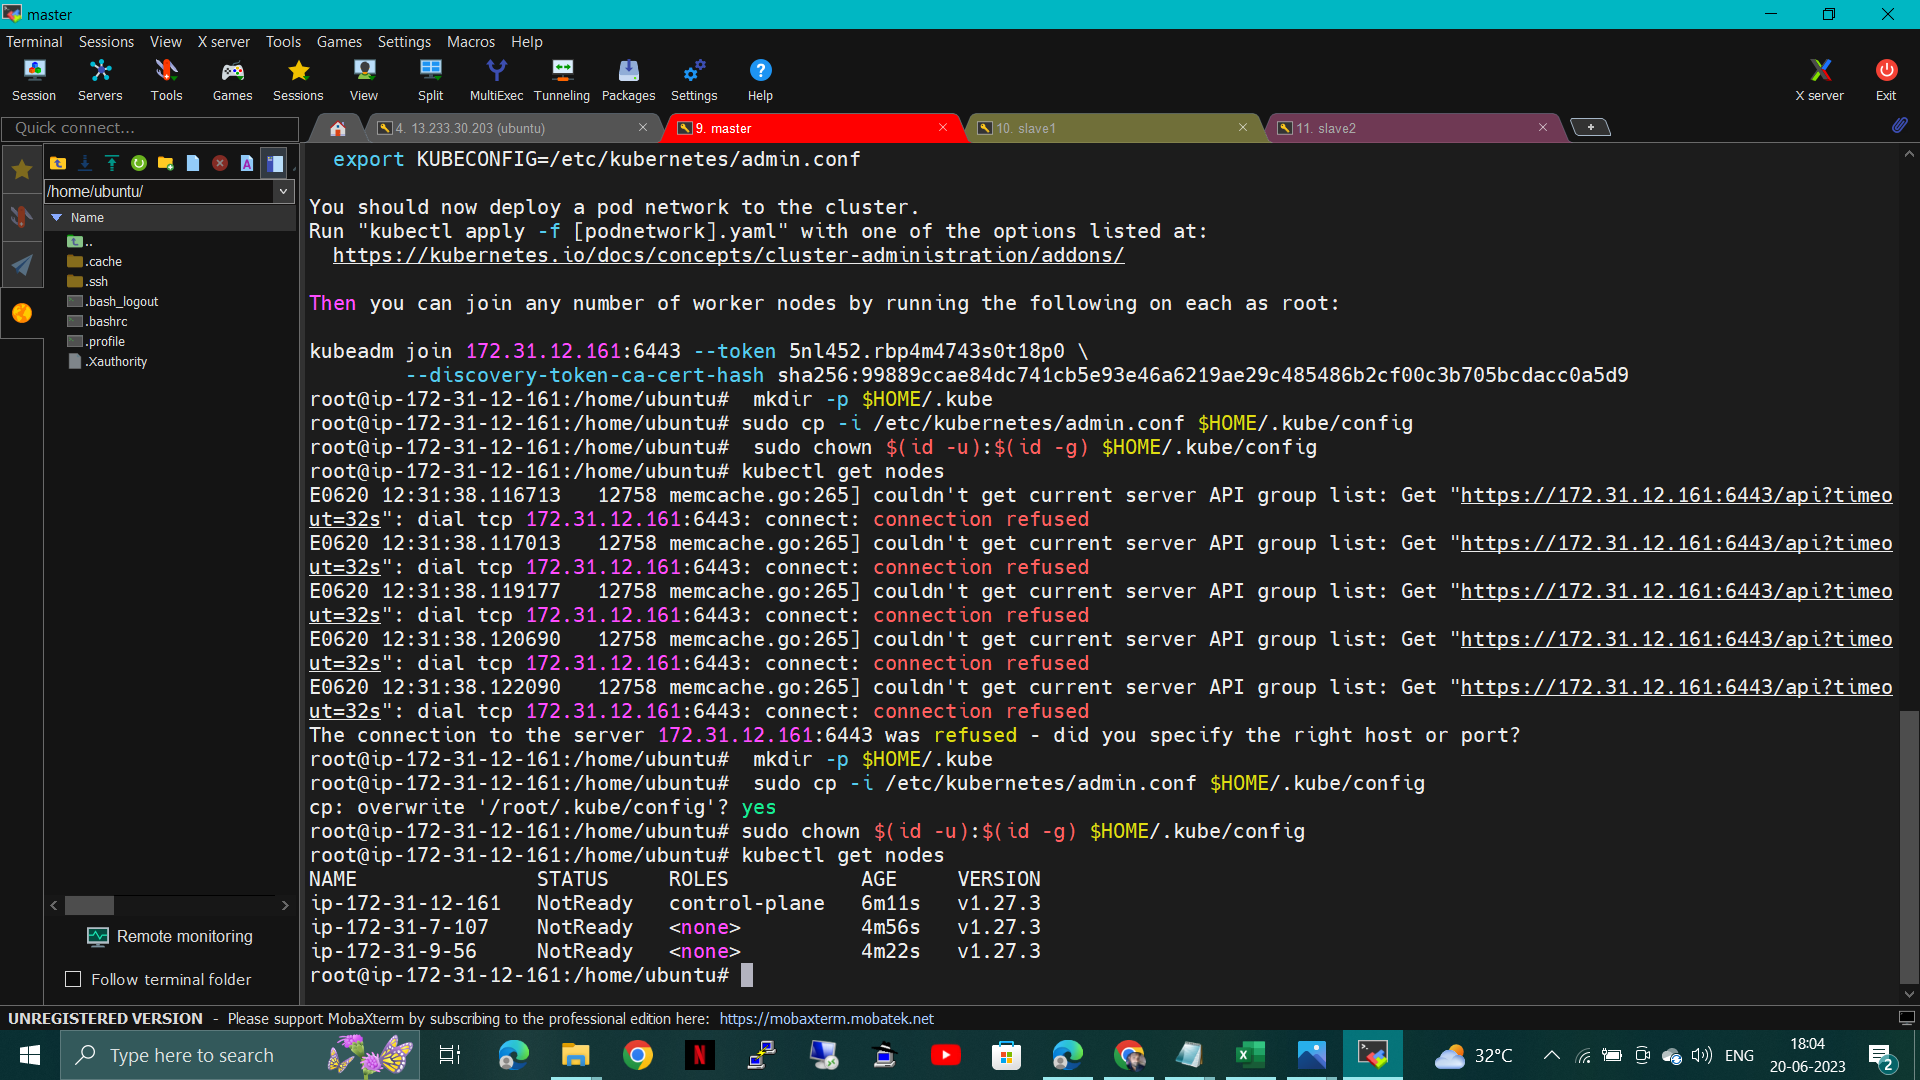 master
Terminal Sessions View X server Tools Games Settings Macros Help
Session Servers Tools Games Sessions View Split MultiExec Tunneling Packages Settings Help X server Exit
Quick connect...
4. 13.233.30.203 (ubuntu)
9. master
10. slave1
11. slave2
/home/ubuntu/
Name
..
.cache
.ssh
.bash_logout
.bashrc
.profile
.Xauthority
Remote monitoring
Follow terminal folder
export KUBECONFIG=/etc/kubernetes/admin.conf
You should now deploy a pod network to the cluster.
Run "kubectl apply -f [podnetwork].yaml" with one of the options listed at:
https://kubernetes.io/docs/concepts/cluster-administration/addons/
Then you can join any number of worker nodes by running the following on each as root:
kubeadm join 172.31.12.161:6443 --token 5nl452.rbp4m4743s0t18p0 \
--discovery-token-ca-cert-hash sha256:99889ccae84dc741cb5e93e46a6219ae29c485486b2cf00c3b705bcdacc0a5d9
root@ip-172-31-12-161:/home/ubuntu# mkdir -p $HOME/.kube
root@ip-172-31-12-161:/home/ubuntu# sudo cp -i /etc/kubernetes/admin.conf $HOME/.kube/config
root@ip-172-31-12-161:/home/ubuntu# sudo chown $(id -u):$(id -g) $HOME/.kube/config
root@ip-172-31-12-161:/home/ubuntu# kubectl get nodes
E0620 12:31:38.116713 12758 memcache.go:265] couldn't get current server API group list: Get "https://172.31.12.161:6443/api?timeo
ut=32s": dial tcp 172.31.12.161:6443: connect: connection refused
E0620 12:31:38.117013 12758 memcache.go:265] couldn't get current server API group list: Get "https://172.31.12.161:6443/api?timeo
ut=32s": dial tcp 172.31.12.161:6443: connect: connection refused
E0620 12:31:38.119177 12758 memcache.go:265] couldn't get current server API group list: Get "https://172.31.12.161:6443/api?timeo
ut=32s": dial tcp 172.31.12.161:6443: connect: connection refused
E0620 12:31:38.120690 12758 memcache.go:265] couldn't get current server API group list: Get "https://172.31.12.161:6443/api?timeo
ut=32s": dial tcp 172.31.12.161:6443: connect: connection refused
E0620 12:31:38.122090 12758 memcache.go:265] couldn't get current server API group list: Get "https://172.31.12.161:6443/api?timeo
ut=32s": dial tcp 172.31.12.161:6443: connect: connection refused
The connection to the server 172.31.12.161:6443 was refused - did you specify the right host or port?
root@ip-172-31-12-161:/home/ubuntu# mkdir -p $HOME/.kube
root@ip-172-31-12-161:/home/ubuntu# sudo cp -i /etc/kubernetes/admin.conf $HOME/.kube/config
cp: overwrite '/root/.kube/config'? yes
root@ip-172-31-12-161:/home/ubuntu# sudo chown $(id -u):$(id -g) $HOME/.kube/config
root@ip-172-31-12-161:/home/ubuntu# kubectl get nodes
NAME STATUS ROLES AGE VERSION
ip-172-31-12-161 NotReady control-plane 6m11s v1.27.3
ip-172-31-7-107 NotReady <none> 4m56s v1.27.3
ip-172-31-9-56 NotReady <none> 4m22s v1.27.3
root@ip-172-31-12-161:/home/ubuntu#
UNREGISTERED VERSION - Please support MobaXterm by subscribing to the professional edition here: https://mobaxterm.mobatek.net
Type here to search
32°C
ENG
18:04
20-06-2023
2